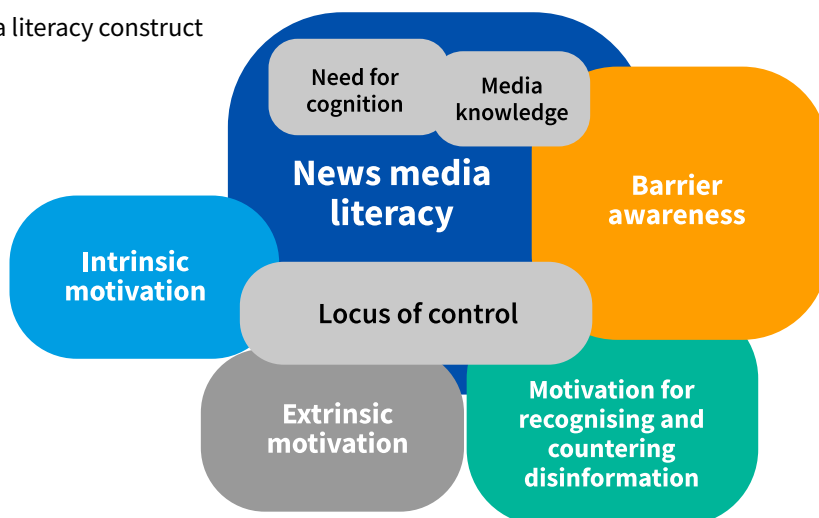 a literacy construct
Need for
cognition
Media
knowledge
News media
literacy
Barrier
awareness
Intrinsic
motivation
Locus of control
Extrinsic
motivation
Motivation for
recognising and
countering
disinformation